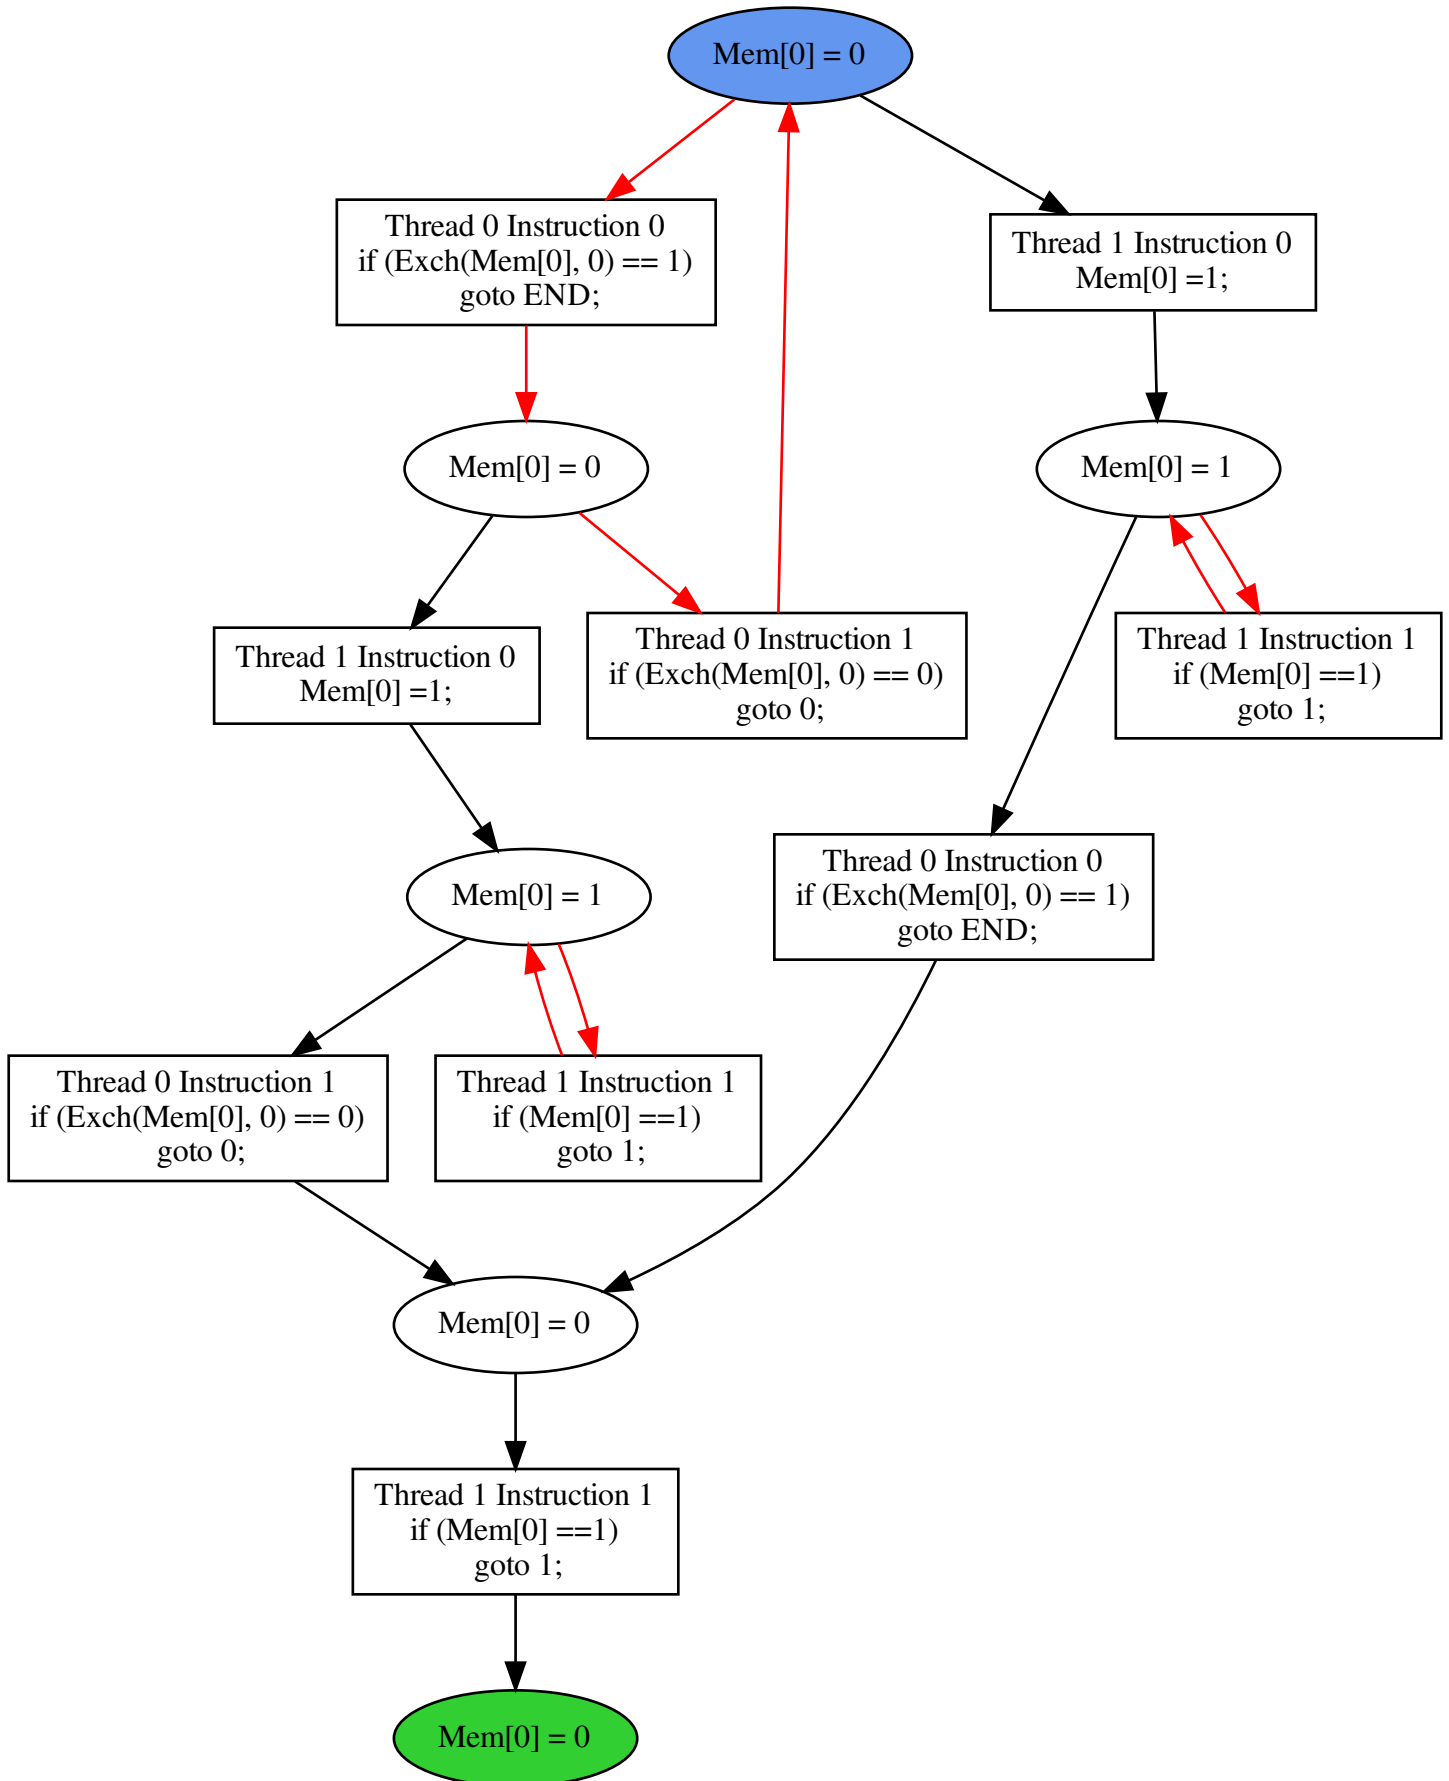 Mem[0] = 0
Thread 0 Instruction 0
if (Exch(Mem[0], 0) == 1)
goto END;
Thread 1 Instruction 0
Mem[0] =1;
Mem[0] = 0
Mem[0] = 1
Thread 1 Instruction 0
Mem[0] =1;
Thread 0 Instruction 1
if (Exch(Mem[0], 0) == 0)
goto 0;
Thread 1 Instruction 1
if (Mem[0] ==1)
goto 1;
Mem[0] = 1
Thread 0 Instruction 0
if (Exch(Mem[0], 0) == 1)
goto END;
Thread 0 Instruction 1
if (Exch(Mem[0], 0) == 0)
goto 0;
Thread 1 Instruction 1
if (Mem[0] ==1)
goto 1;
Mem[0] = 0
Thread 1 Instruction 1
if (Mem[0] ==1)
goto 1;
Mem[0] = 0